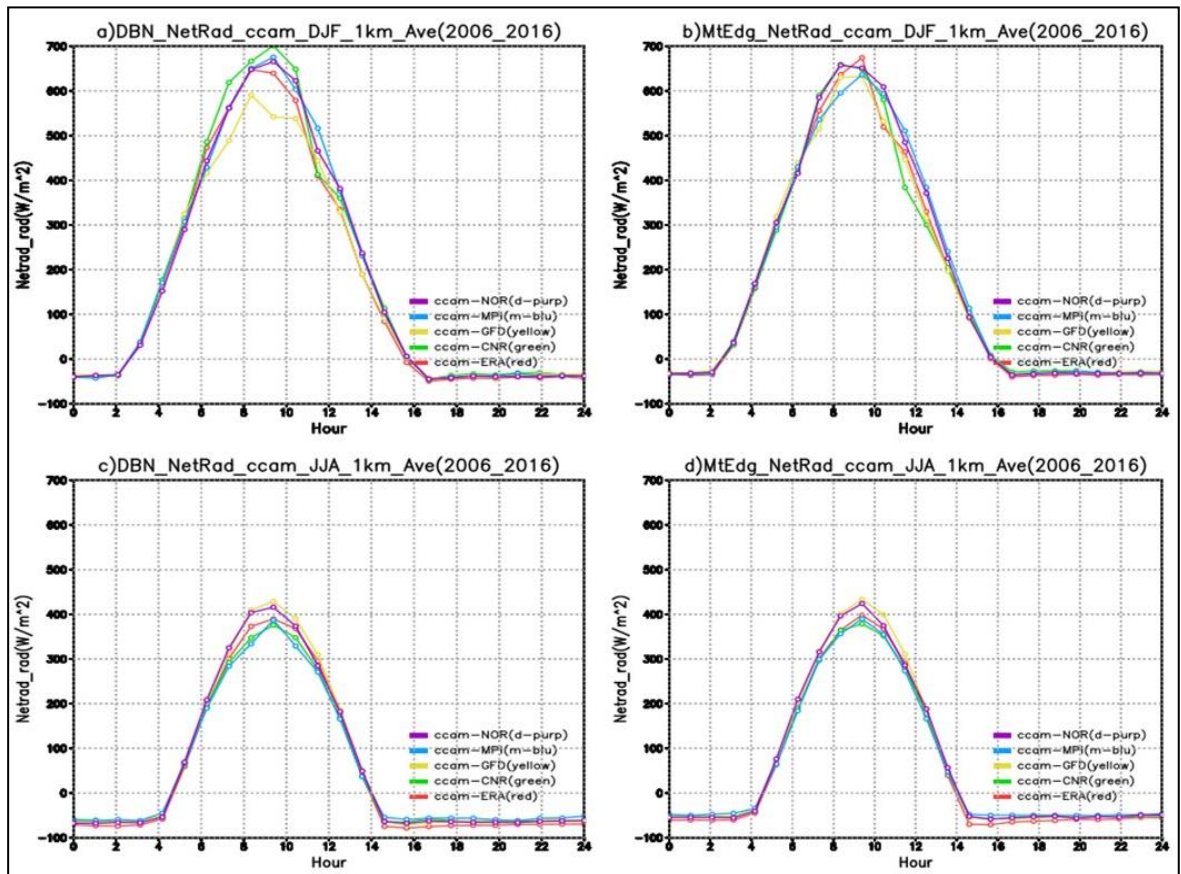 a)DBN_NetRad_ccam_DJF_1km_Ave(2006_2016)
700
600
500
400
300
200
100
0
-100
Netrad_rad(W/m^2)
ccam-NOR(d-purp)
ccam-MPi(m-blu)
ccam-GFD(yellow)
ccam-CNR(green)
ccam-ERA(red)
0 2 4 6 8 10 12 14 16 18 20 22 24
Hour
b)MtEdg_NetRad_ccam_DJF_1km_Ave(2006_2016)
700
600
500
400
300
200
100
0
-100
Netrad_rad(W/m^2)
ccam-NOR(d-purp)
ccam-MPi(m-blu)
ccam-GFD(yellow)
ccam-CNR(green)
ccam-ERA(red)
0 2 4 6 8 10 12 14 16 18 20 22 24
Hour
c)DBN_NetRad_ccam_JJA_1km_Ave(2006_2016)
700
600
500
400
300
200
100
0
-100
Netrad_rad(W/m^2)
ccam-NOR(d-purp)
ccam-MPi(m-blu)
ccam-GFD(yellow)
ccam-CNR(green)
ccam-ERA(red)
0 2 4 6 8 10 12 14 16 18 20 22 24
Hour
d)MtEdg_NetRad_ccam_JJA_1km_Ave(2006_2016)
700
600
500
400
300
200
100
0
-100
Netrad_rad(W/m^2)
ccam-NOR(d-purp)
ccam-MPi(m-blu)
ccam-GFD(yellow)
ccam-CNR(green)
ccam-ERA(red)
0 2 4 6 8 10 12 14 16 18 20 22 24
Hour